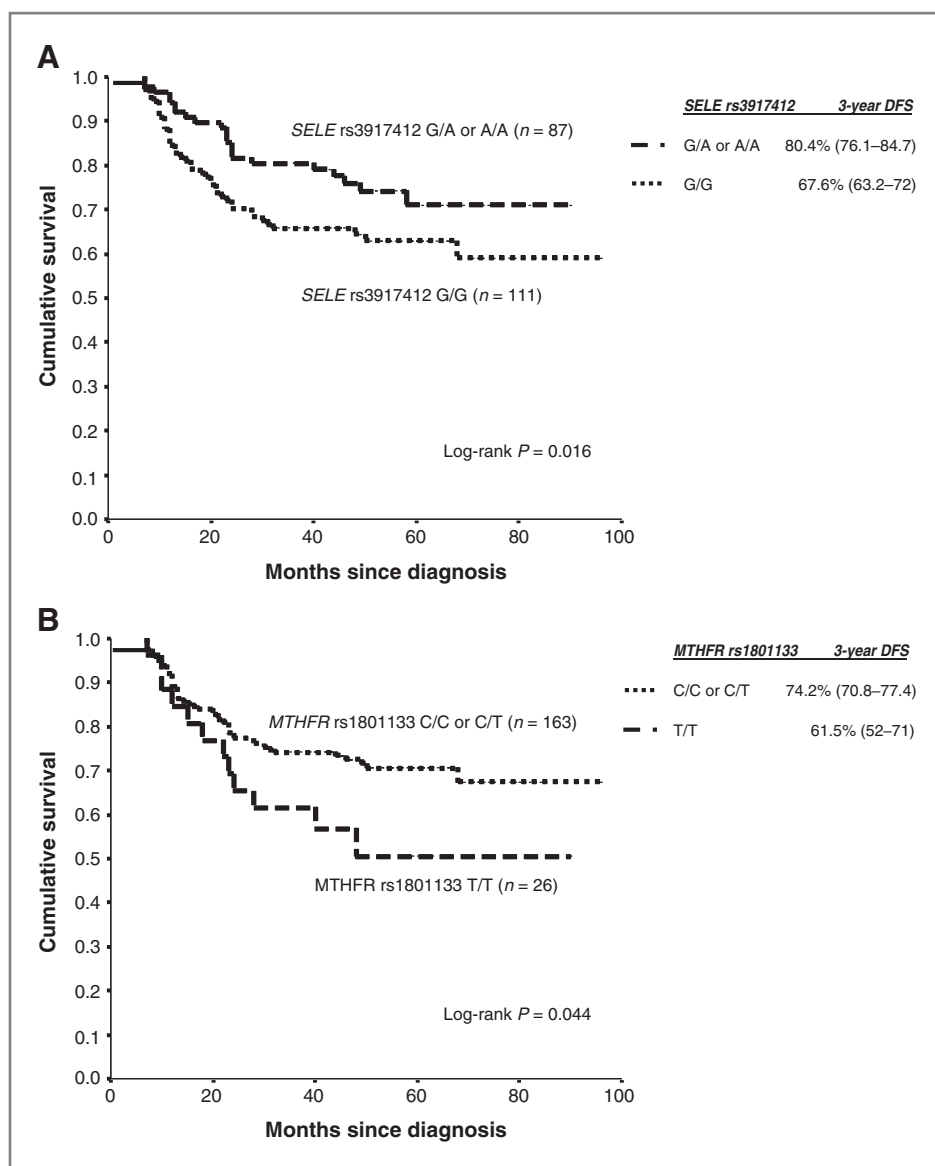 A
Cumulative survival
1.0
0.9
0.8
0.7
0.6
0.5
0.4
0.3
0.2
0.1
0.0
SELE rs3917412 G/A or A/A (n = 87)
SELE rs3917412 G/G (n = 111)
Log-rank P = 0.016
0 20 40 60 80 100
Months since diagnosis
SELE rs3917412 3-year DFS
G/A or A/A 80.4% (76.1–84.7)
G/G 67.6% (63.2–72)
B
Cumulative survival
1.0
0.9
0.8
0.7
0.6
0.5
0.4
0.3
0.2
0.1
0.0
MTHFR rs1801133 C/C or C/T (n = 163)
MTHFR rs1801133 T/T (n = 26)
Log-rank P = 0.044
0 20 40 60 80 100
Months since diagnosis
MTHFR rs1801133 3-year DFS
C/C or C/T 74.2% (70.8–77.4)
T/T 61.5% (52–71)